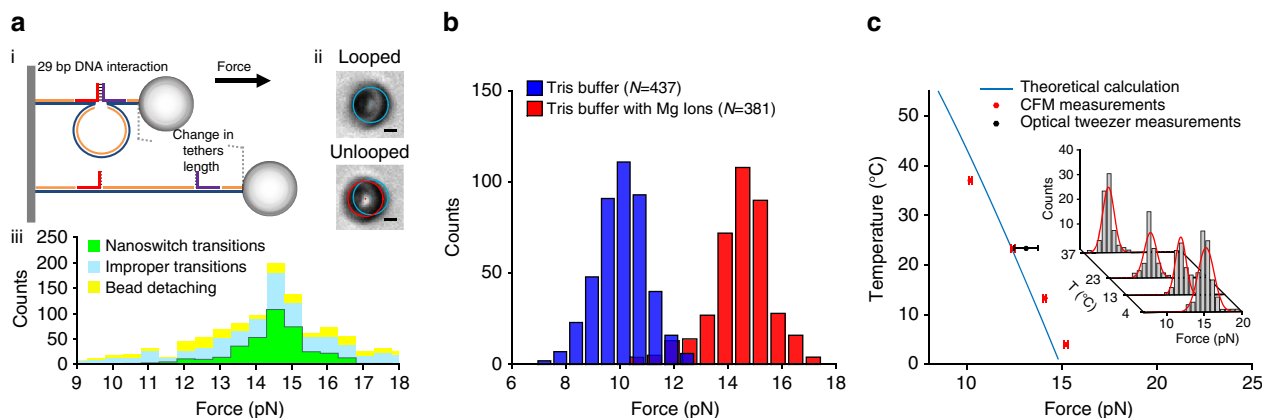 a
i
29 bp DNA interaction
Force
Change in
tethers
length
ii
Looped
Unlooped
iii
250
200
150
100
50
0
Counts
Nanoswitch transitions
Improper transitions
Bead detaching
9 10 11 12 13 14 15 16 17 18
Force (pN)
b
150
100
50
0
Counts
Tris buffer (N=437)
Tris buffer with Mg Ions (N=381)
6 8 10 12 14 16 18
Force (pN)
c
Theoretical calculation
CFM measurements
Optical tweezer measurements
50
40
30
20
10
0
Temperature (°C)
10 15 20 25
Force (pN)
40
30
20
10
Counts
37
23
13
4
T (°C)
5 10 15 20
Force (pN)